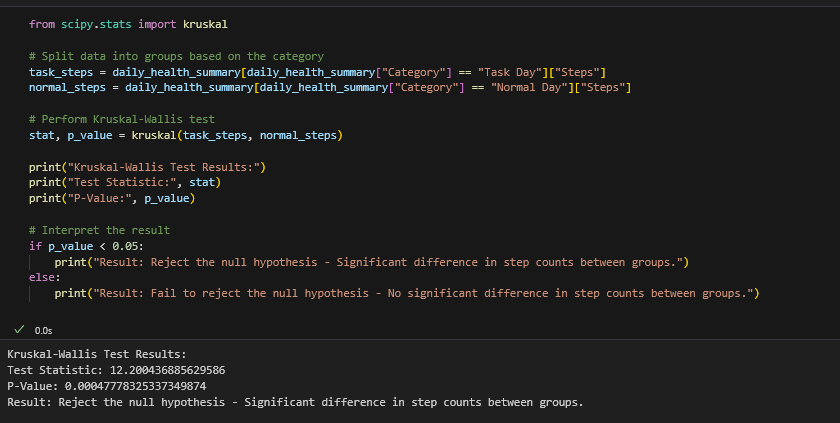 from scipy.stats import kruskal
# Split data into groups based on the category
task_steps = daily_health_summary[daily_health_summary["Category"] == "Task Day"]["Steps"]
normal_steps = daily_health_summary[daily_health_summary["Category"] == "Normal Day"]["Steps"]
# Perform Kruskal-Wallis test
stat, p_value = kruskal(task_steps, normal_steps)
print("Kruskal-Wallis Test Results:")
print("Test Statistic:", stat)
print("P-Value:", p_value)
# Interpret the result
if p_value < 0.05:
    print("Result: Reject the null hypothesis - Significant difference in step counts between groups.")
else:
    print("Result: Fail to reject the null hypothesis - No significant difference in step counts between groups.")
0.0s
Kruskal-Wallis Test Results:
Test Statistic: 12.200436885629586
P-Value: 0.00047778325337349874
Result: Reject the null hypothesis - Significant difference in step counts between groups.